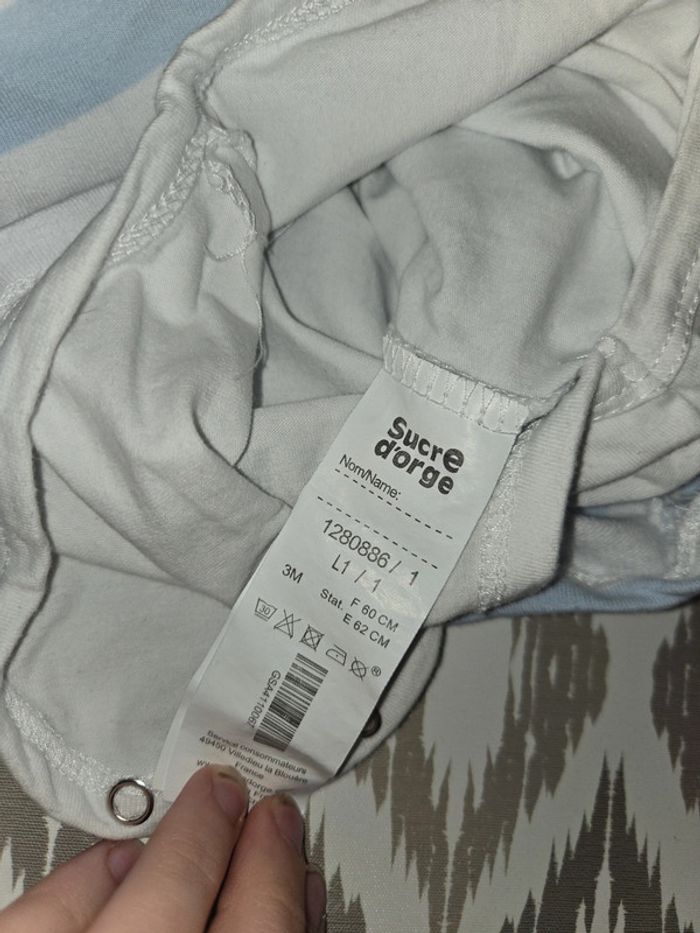 Sucre
d'orge
Nom/Name:
1280886 / 1
L1 / 1
3M
Stat. F 60 CM
E 62 CM
30
®
Service consommateurs
49450 Villedieu la Blouère
France